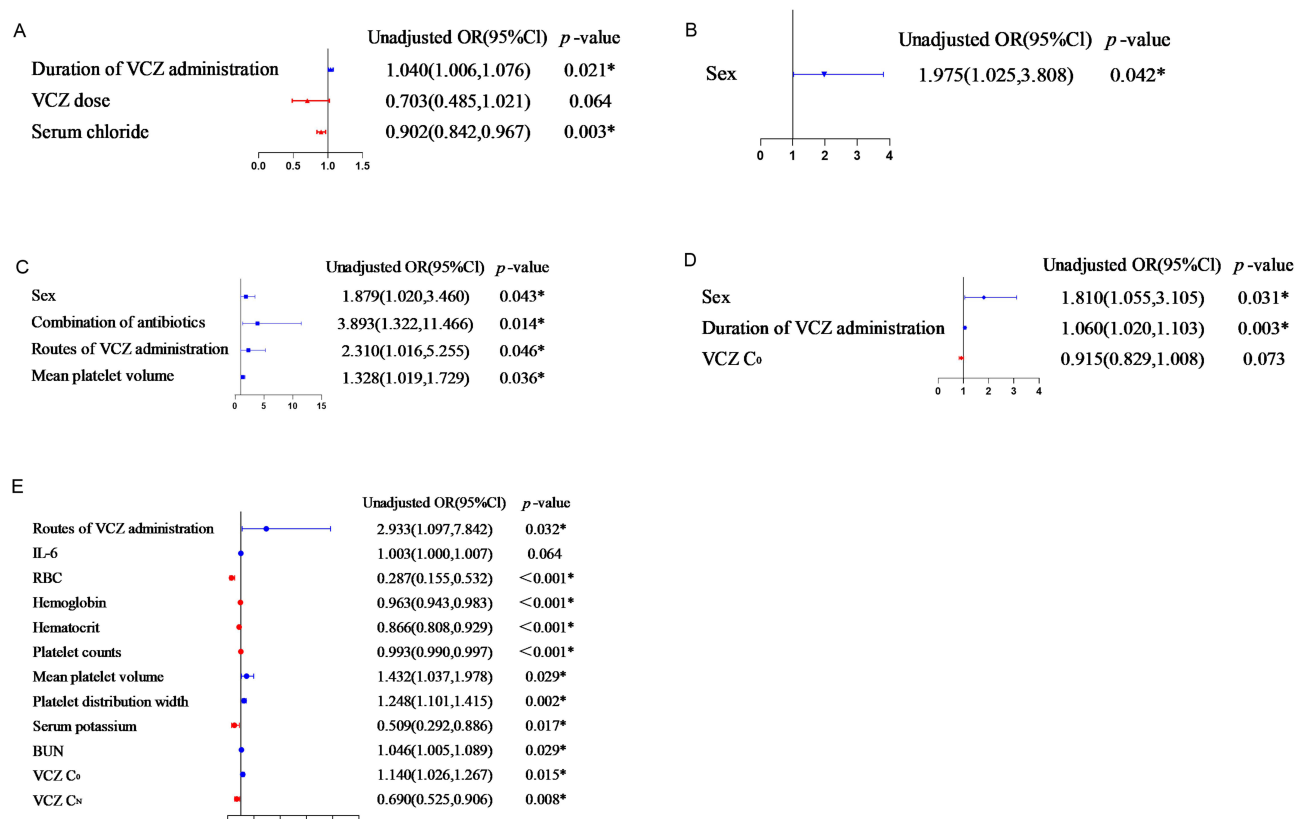 A
Unadjusted OR(95%Cl) p-value
Duration of VCZ administration 1.040(1.006,1.076) 0.021*
VCZ dose 0.703(0.485,1.021) 0.064
Serum chloride 0.902(0.842,0.967) 0.003*
0.0 0.5 1.0 1.5
B
Unadjusted OR(95%Cl) p-value
Sex 1.975(1.025,3.808) 0.042*
0 1 2 3 4
C
Unadjusted OR(95%Cl) p-value
Sex 1.879(1.020,3.460) 0.043*
Combination of antibiotics 3.893(1.322,11.466) 0.014*
Routes of VCZ administration 2.310(1.016,5.255) 0.046*
Mean platelet volume 1.328(1.019,1.729) 0.036*
0 5 10 15
D
Unadjusted OR(95%Cl) p-value
Sex 1.810(1.055,3.105) 0.031*
Duration of VCZ administration 1.060(1.020,1.103) 0.003*
VCZ C₀ 0.915(0.829,1.008) 0.073
0 1 2 3 4
E
Unadjusted OR(95%Cl) p-value
Routes of VCZ administration 2.933(1.097,7.842) 0.032*
IL-6 1.003(1.000,1.007) 0.064
RBC 0.287(0.155,0.532) <0.001*
Hemoglobin 0.963(0.943,0.983) <0.001*
Hematocrit 0.866(0.808,0.929) <0.001*
Platelet counts 0.993(0.990,0.997) <0.001*
Mean platelet volume 1.432(1.037,1.978) 0.029*
Platelet distribution width 1.248(1.101,1.415) 0.002*
Serum potassium 0.509(0.292,0.886) 0.017*
BUN 1.046(1.005,1.089) 0.029*
VCZ C₀ 1.140(1.026,1.267) 0.015*
VCZ Cɴ 0.690(0.525,0.906) 0.008*